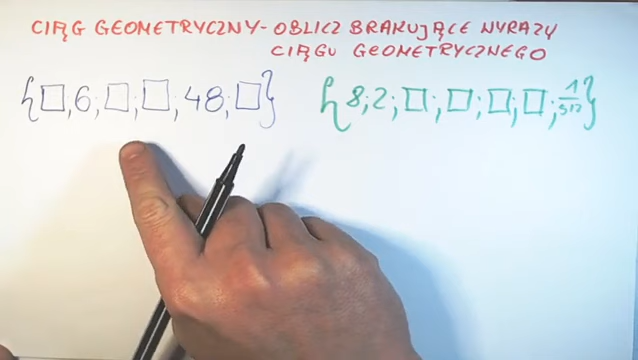 CIĄG GEOMETRYCZNY - OBLICZ BRAKUJĄCE WYRAZY
CIĄGU GEOMETRYCZNEGO
{□, 6; □; □, 48; □}
{8; 2; □; □; □; □; 1/512}